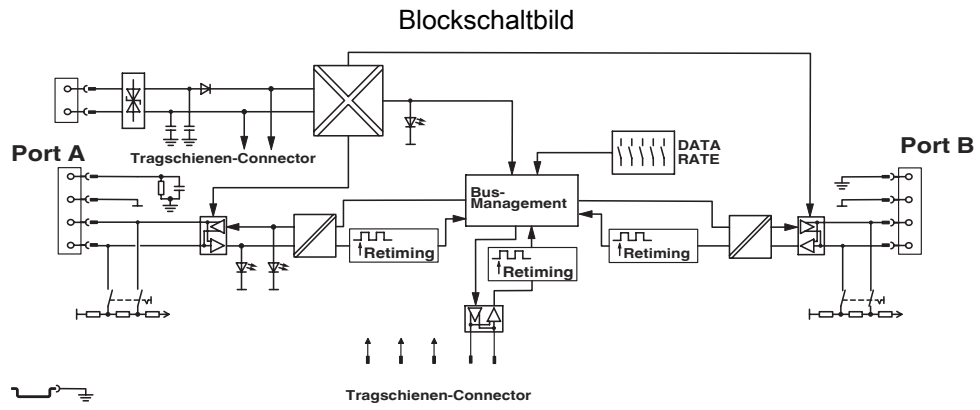 Blockschaltbild
Tragschienen-Connector
Port A
Port B
DATA
RATE
Bus-
Management
Retiming
Retiming
Retiming
Tragschienen-Connector